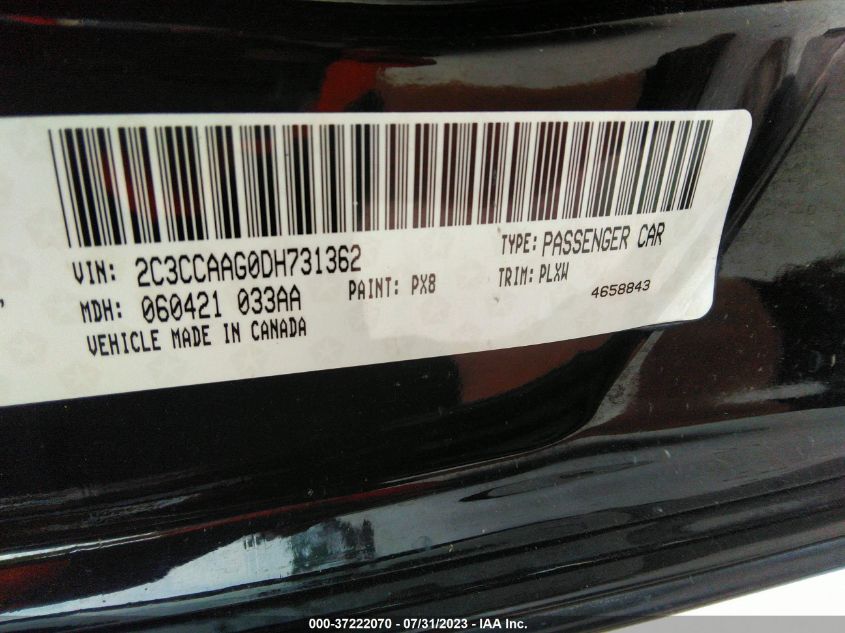 VIN: 2C3CCAAG0DH731362 TYPE: PASSENGER CAR
MDH: 060421 033AA PAINT: PX8 TRIM: PLXW
VEHICLE MADE IN CANADA 4658843
000-37222070 - 07/31/2023 - IAA Inc.